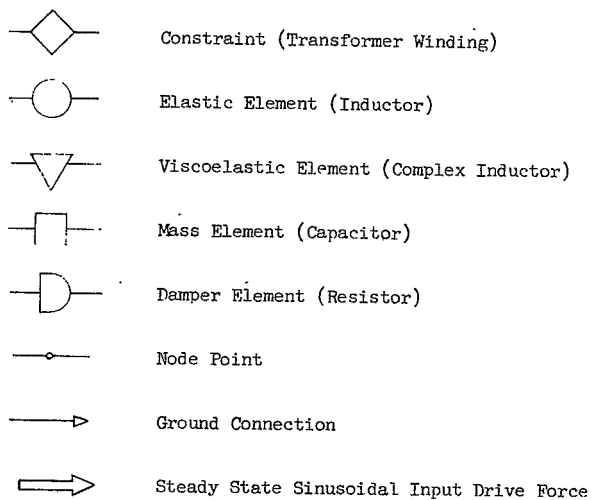 Constraint (Transformer Winding)
Elastic Element (Inductor)
Viscoelastic Element (Complex Inductor)
Mass Element (Capacitor)
Damper Element (Resistor)
Node Point
Ground Connection
Steady State Sinusoidal Input Drive Force